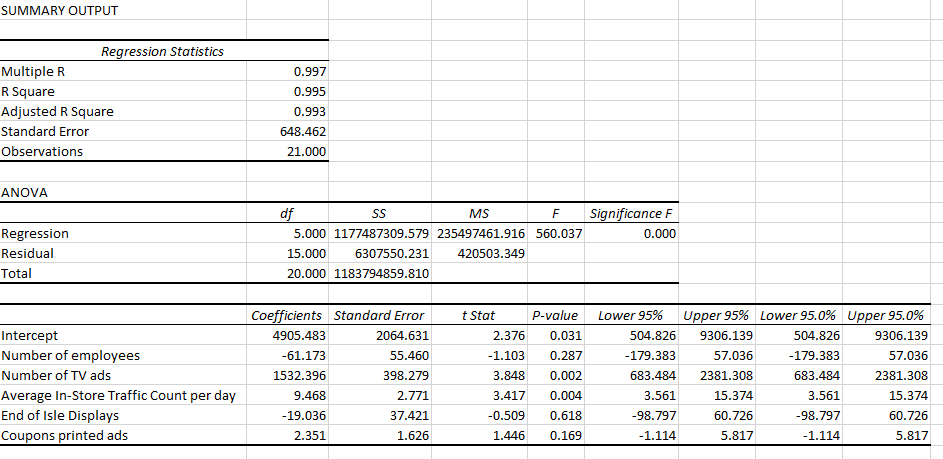 SUMMARY OUTPUT
Regression Statistics
Multiple R 0.997
R Square 0.995
Adjusted R Square 0.993
Standard Error 648.462
Observations 21.000
ANOVA
df SS MS F Significance F
Regression 5.000 1177487309.579 235497461.916 560.037 0.000
Residual 15.000 6307550.231 420503.349
Total 20.000 1183794859.810
Coefficients Standard Error t Stat P-value Lower 95% Upper 95% Lower 95.0% Upper 95.0%
Intercept 4905.483 2064.631 2.376 0.031 504.826 9306.139 504.826 9306.139
Number of employees -61.173 55.460 -1.103 0.287 -179.383 57.036 -179.383 57.036
Number of TV ads 1532.396 398.279 3.848 0.002 683.484 2381.308 683.484 2381.308
Average In-Store Traffic Count per day 9.468 2.771 3.417 0.004 3.561 15.374 3.561 15.374
End of Isle Displays -19.036 37.421 -0.509 0.618 -98.797 60.726 -98.797 60.726
Coupons printed ads 2.351 1.626 1.446 0.169 -1.114 5.817 -1.114 5.817